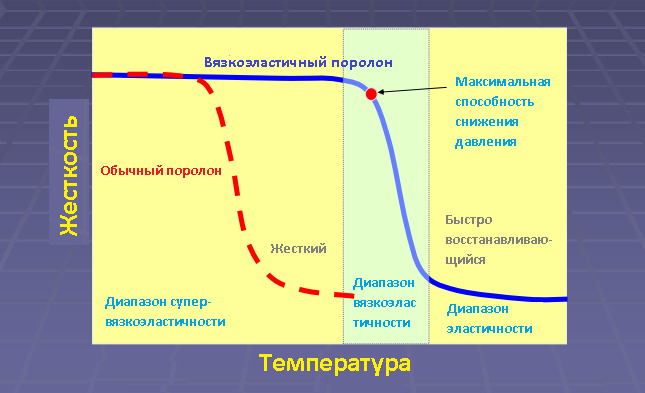 Вязкоэластичный поролон
Максимальная
способность
снижения
давления
Жесткость
Обычный поролон
Быстро
восстанавливаю-
щийся
Жесткий
Диапазон супер-
вязкоэластичности
Диапазон
вязкоэлас
тичности
Диапазон
эластичности
Температура